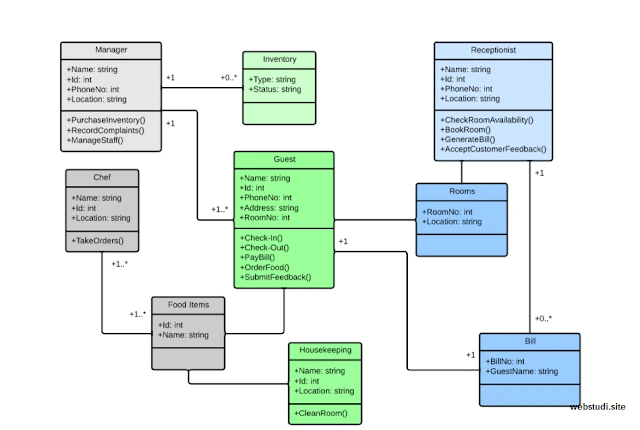 Manager
+Name: string
+Id: int
+PhoneNo: int
+Location: string
+PurchaseInventory()
+RecordComplaints()
+ManageStaff()
+1
+0..*
+1
Inventory
+Type: string
+Status: string
Receptionist
+Name: string
+Id: int
+PhoneNo: int
+Location: string
+CheckRoomAvailability()
+BookRoom()
+GenerateBill()
+AcceptCustomerFeedback()
+1
Chef
+Name: string
+Id: int
+Location: string
+TakeOrders()
+1..*
+1..*
Guest
+Name: string
+Id: int
+PhoneNo: int
+Address: string
+RoomNo: int
+Check-In()
+Check-Out()
+PayBill()
+OrderFood()
+SubmitFeedback()
+1
Rooms
+RoomNo: int
+Location: string
+1..*
Food Items
+Id: int
+Name: string
Housekeeping
+Name: string
+Id: int
+Location: string
+CleanRoom()
+0..*
+1
Bill
+BillNo: int
+GuestName: string
webstudi.site